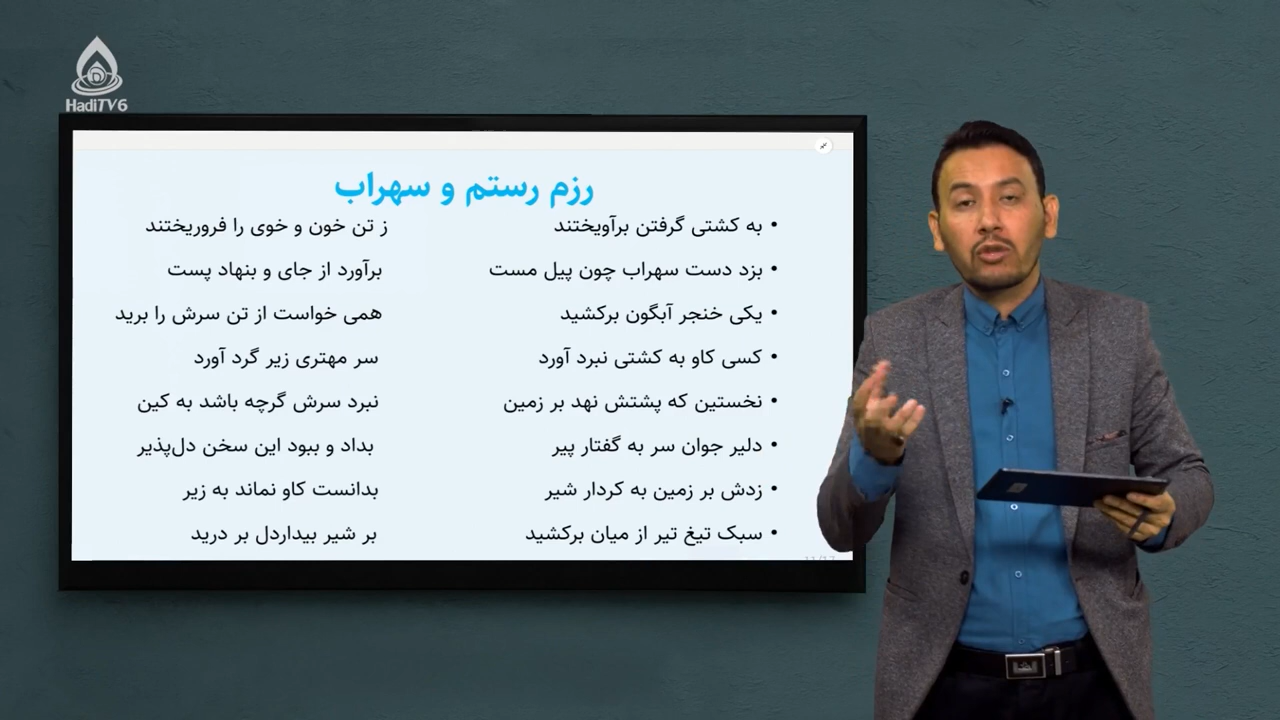 HadiTV6
رزم رستم و سهراب
• به کشتی گرفتن برآویختند ز تن خون و خوی را فروریختند
• بزد دست سهراب چون پیل مست برآورد از جای و بنهاد پست
• یکی خنجر آبگون برکشید همی خواست از تن سرش را برید
• کسی کاو به کشتی نبرد آورد سر مهتری زیر گرد آورد
• نخستین که پشتش نهد بر زمین نبرد سرش گرچه باشد به کین
• دلیر جوان سر به گفتار پیر بداد و ببود این سخن دل‌پذیر
• زدش بر زمین به کردار شیر بدانست کاو نماند به زیر
• سبک تیغ تیر از میان برکشید بر شیر بیداردل بر درید